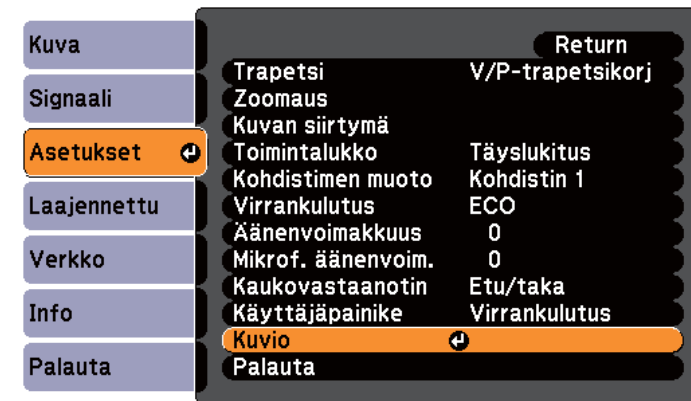 Kuva
Signaali
Asetukset
Laajennettu
Verkko
Info
Palauta
Return
Trapetsi V/P-trapetsikorj
Zoomaus
Kuvan siirtymä
Toimintalukko Täyslukitus
Kohdistimen muoto Kohdistin 1
Virrankulutus ECO
Äänenvoimakkuus 0
Mikrof. äänenvoim. 0
Kaukovastaanotin Etu/taka
Käyttäjäpainike Virrankulutus
Kuvio
Palauta